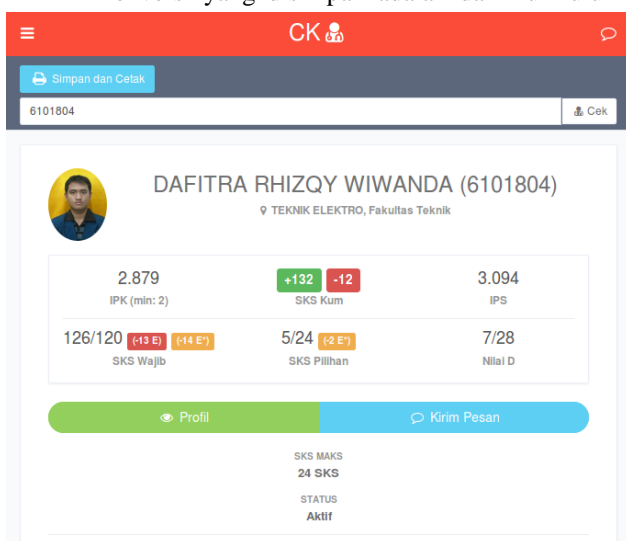 CK
Simpan dan Cetak
6101804
Cek
DAFITRA RHIZQY WIWANDA (6101804)
TEKNIK ELEKTRO, Fakultas Teknik
2.879
IPK (min: 2)
+132 -12
SKS Kum
3.094
IPS
126/120 (-13 E) (-14 E*)
SKS Wajib
5/24 (-2 E*)
SKS Pilihan
7/28
Nilai D
Profil
Kirim Pesan
SKS MAKS
24 SKS
STATUS
Aktif